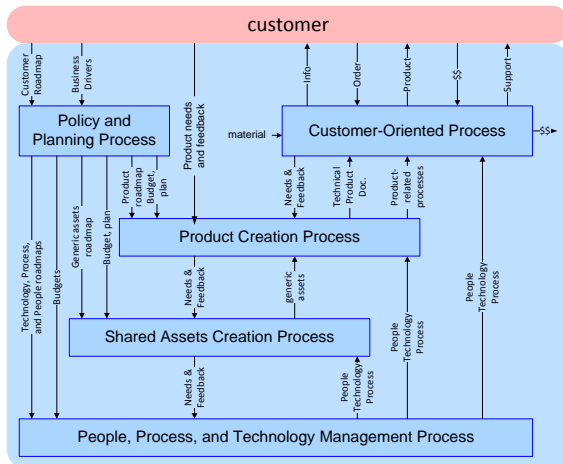 customer
Customer
Roadmap
Business
Drivers
Product needs
and feedback
Info
Order
Product
$$
Support
Policy and
Planning Process
material
Customer-Oriented Process
$$
Product
roadmap
Budget,
plan
Needs &
Feedback
Technical
Product
Doc.
Product-
related
processes
Technology, Process,
and People roadmaps
Budgets
Generic assets
roadmap
Budget, plan
Product Creation Process
Needs &
Feedback
generic
assets
People
Technology
Process
People
Technology
Process
Shared Assets Creation Process
Needs &
Feedback
People
Technology
Process
People, Process, and Technology Management Process